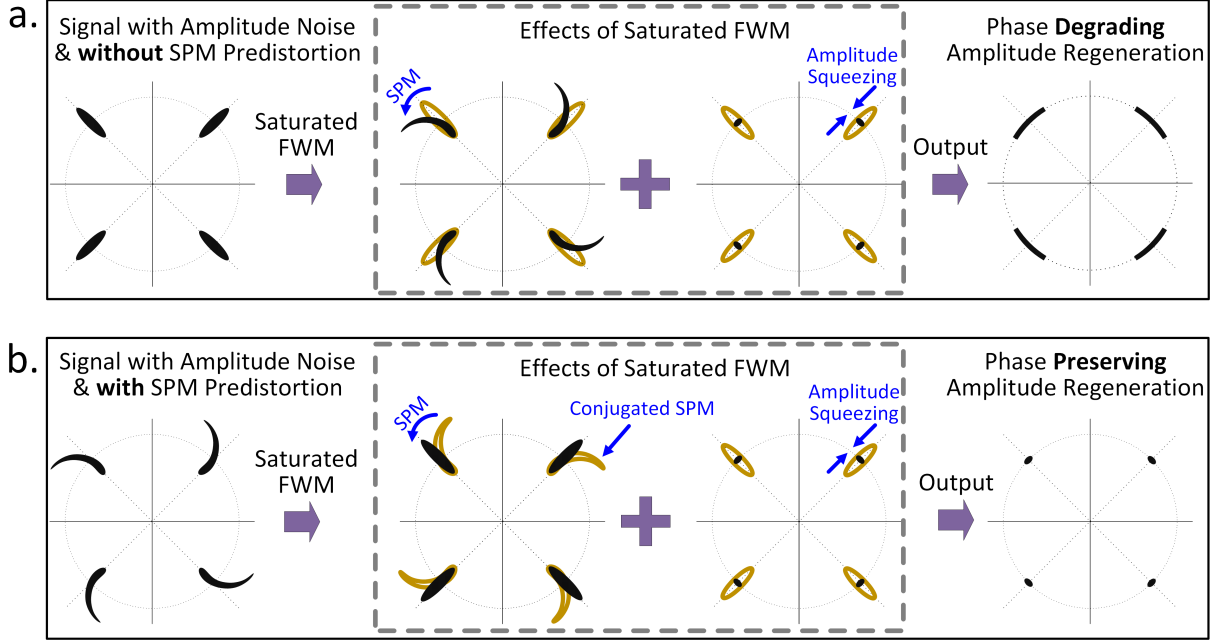 a.
Signal with Amplitude Noise
& without SPM Predistortion
Effects of Saturated FWM
Phase Degrading
Amplitude Regeneration
Saturated
FWM
SPM
Amplitude
Squeezing
Output
b.
Signal with Amplitude Noise
& with SPM Predistortion
Effects of Saturated FWM
Phase Preserving
Amplitude Regeneration
Saturated
FWM
SPM
Conjugated SPM
Amplitude
Squeezing
Output